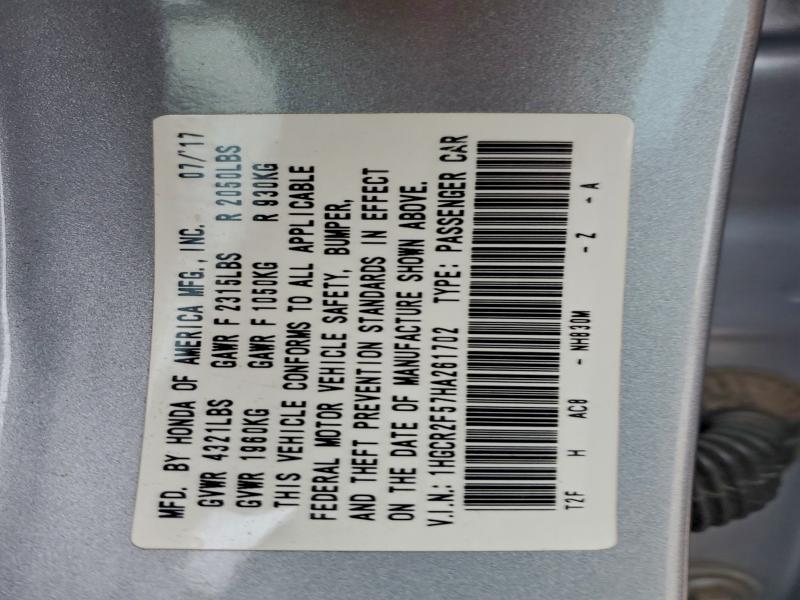 MFD. BY HONDA OF AMERICA MFG., INC. 07/'17
GVWR 4321LBS GAWR F 2315LBS R 2050LBS
GVWR 1960KG GAWR F 1050KG R 930KG
THIS VEHICLE CONFORMS TO ALL APPLICABLE
FEDERAL MOTOR VEHICLE SAFETY, BUMPER,
AND THEFT PREVENTION STANDARDS IN EFFECT
ON THE DATE OF MANUFACTURE SHOWN ABOVE.
V.I.N.: 1HGCR2F57HA261702 TYPE: PASSENGER CAR
T2F H AC8 - NH830M - Z - A